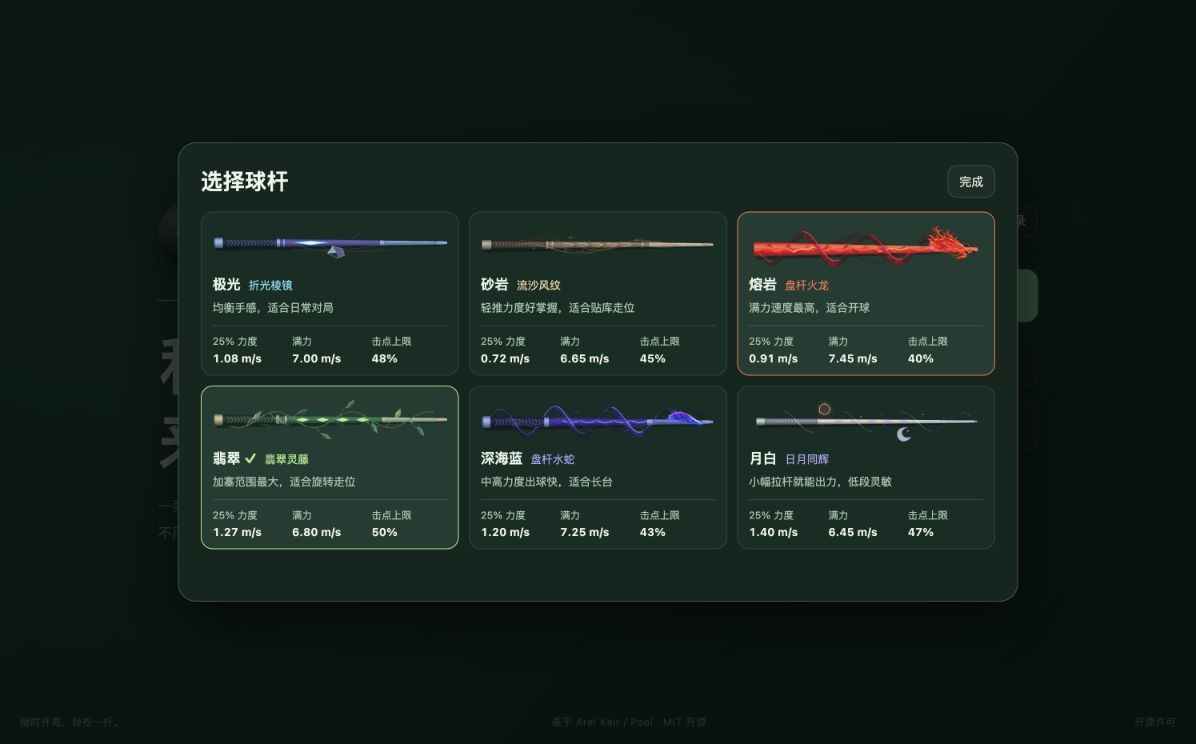 选择球杆
完成
极光 折光棱镜
均衡手感，适合日常对局
25% 力度 满力 击点上限
1.08 m/s 7.00 m/s 48%
砂岩 流沙风纹
轻推力度好掌握，适合贴库走位
25% 力度 满力 击点上限
0.72 m/s 6.65 m/s 45%
熔岩 盘杆火龙
满力速度最高，适合开球
25% 力度 满力 击点上限
0.91 m/s 7.45 m/s 40%
翡翠 ✓ 翡翠灵藤
加塞范围最大，适合旋转走位
25% 力度 满力 击点上限
1.27 m/s 6.80 m/s 50%
深海蓝 盘杆水蛇
中高力度出球快，适合长台
25% 力度 满力 击点上限
1.20 m/s 7.25 m/s 43%
月白 日月同辉
小幅拉杆就能出力，低段灵敏
25% 力度 满力 击点上限
1.40 m/s 6.45 m/s 47%
随时开局，轻松一杆。
基于 Arel Kair / Pool · MIT 开源
开源许可